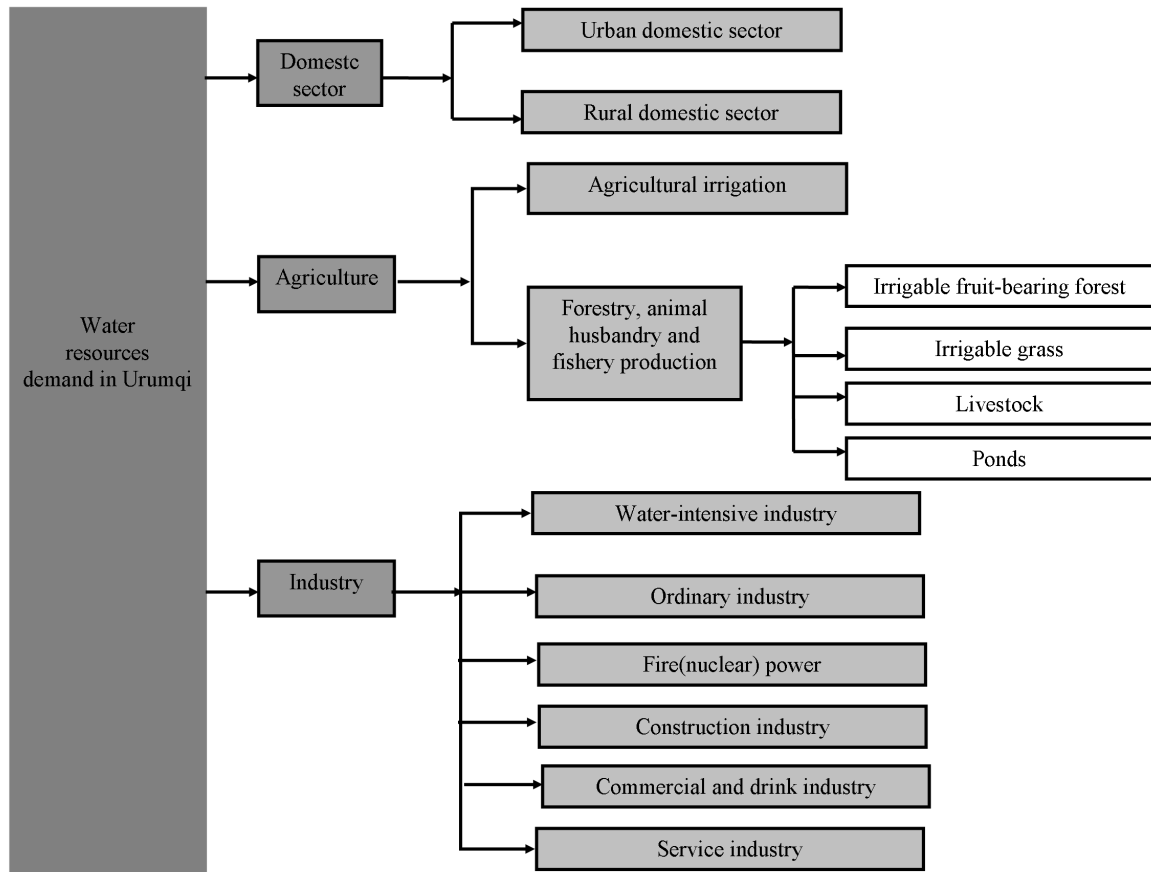 Water
resources
demand in Urumqi
Domestc
sector
Urban domestic sector
Rural domestic sector
Agriculture
Agricultural irrigation
Forestry, animal
husbandry and
fishery production
Irrigable fruit-bearing forest
Irrigable grass
Livestock
Ponds
Industry
Water-intensive industry
Ordinary industry
Fire(nuclear) power
Construction industry
Commercial and drink industry
Service industry